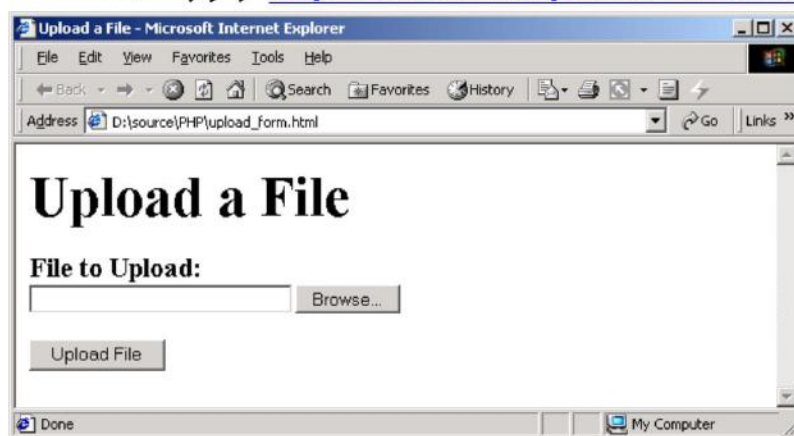 Upload a File - Microsoft Internet Explorer
File Edit View Favorites Tools Help
Back Search Favorites History
Address D:\source\PHP\upload_form.html Go Links »
Upload a File
File to Upload:
Browse...
Upload File
Done My Computer